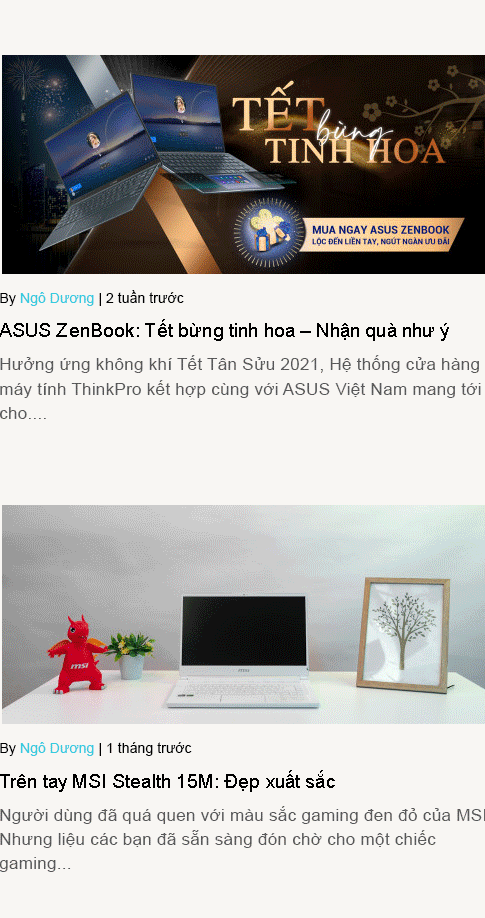 TẾT
bừng
TINH HOA
MUA NGAY ASUS ZENBOOK
LỘC ĐẾN LIỀN TAY, NGÚT NGÀN ƯU ĐÃI
By Ngô Dương | 2 tuần trước
ASUS ZenBook: Tết bừng tinh hoa – Nhận quà như ý
Hưởng ứng không khí Tết Tân Sửu 2021, Hệ thống cửa hàng
máy tính ThinkPro kết hợp cùng với ASUS Việt Nam mang tới
cho....
msi
By Ngô Dương | 1 tháng trước
Trên tay MSI Stealth 15M: Đẹp xuất sắc
Người dùng đã quá quen với màu sắc gaming đen đỏ của MSI
Nhưng liệu các bạn đã sẵn sàng đón chờ cho một chiếc
gaming...